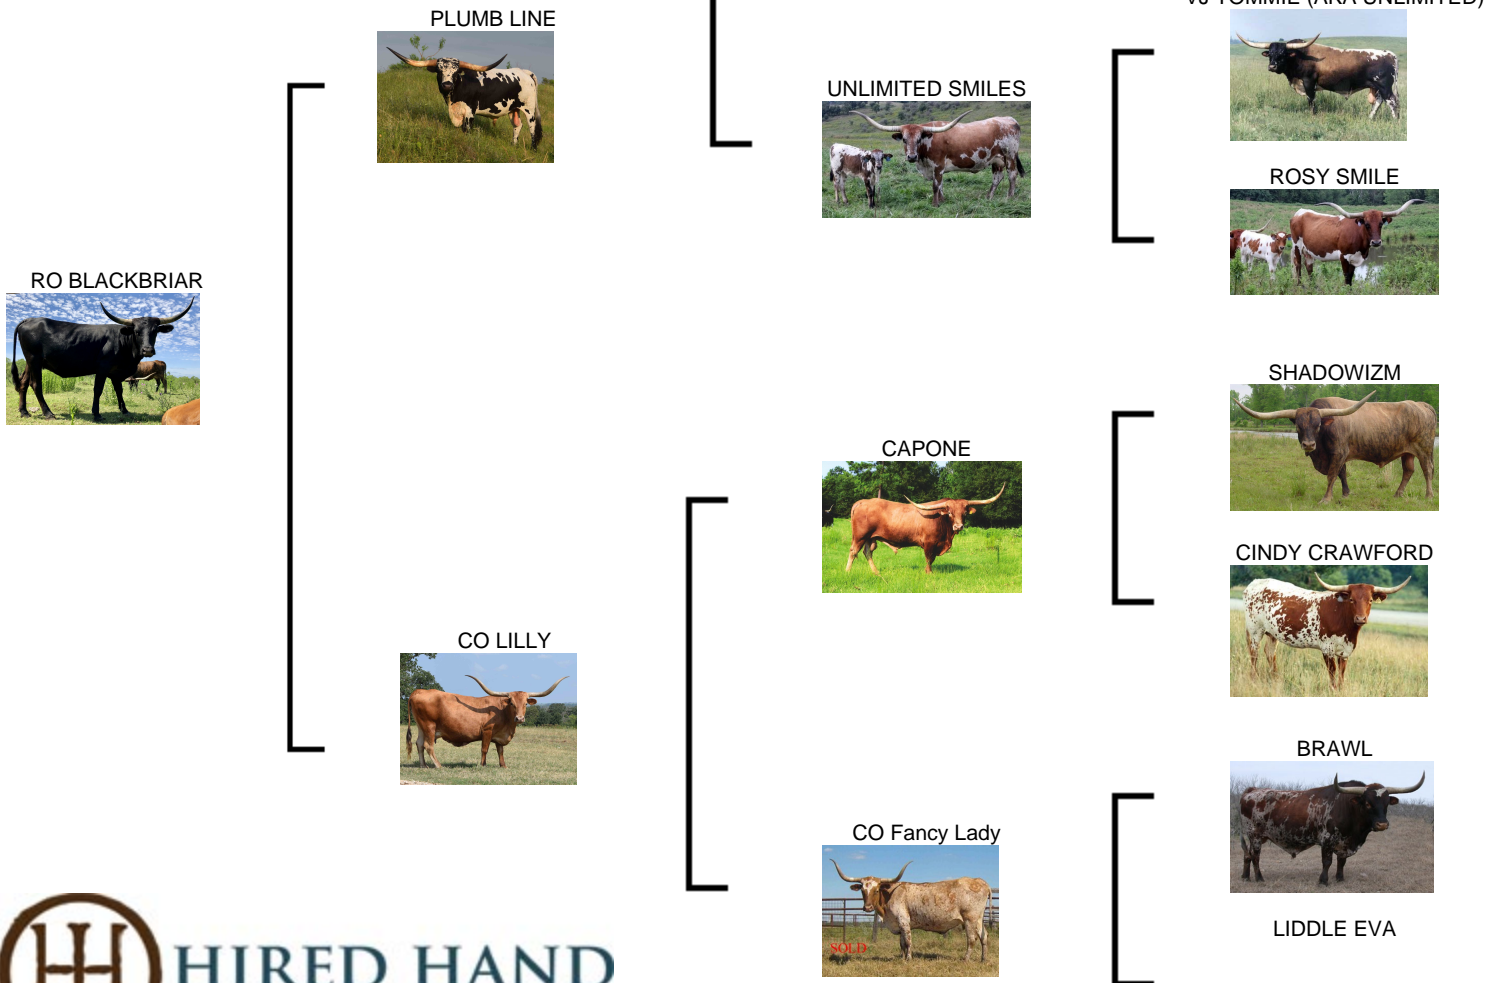 PLUMB LINE
UNLIMITED SMILES
ROSY SMILE
RO BLACKBRIAR
SHADOWIZM
CAPONE
CINDY CRAWFORD
CO LILLY
BRAWL
CO Fancy Lady
SOLD
LIDDLE EVA
HIRED HAND